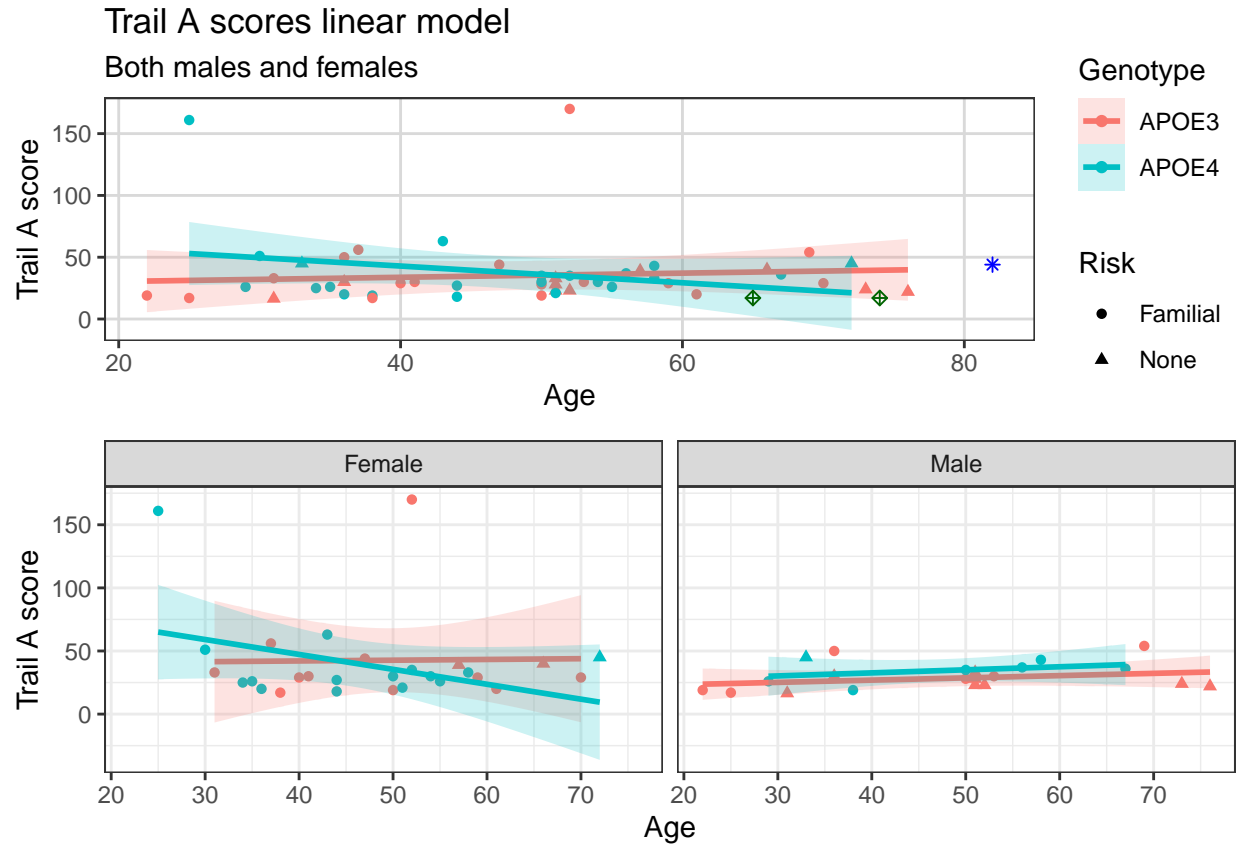 Trail A scores linear model
Both males and females
Genotype
APOE3
APOE4
Risk
Familial
None
Trail A score
150
100
50
0
20
40
60
80
Age
Female
Male
Trail A score
150
100
50
0
20
30
40
50
60
70
20
30
40
50
60
70
Age